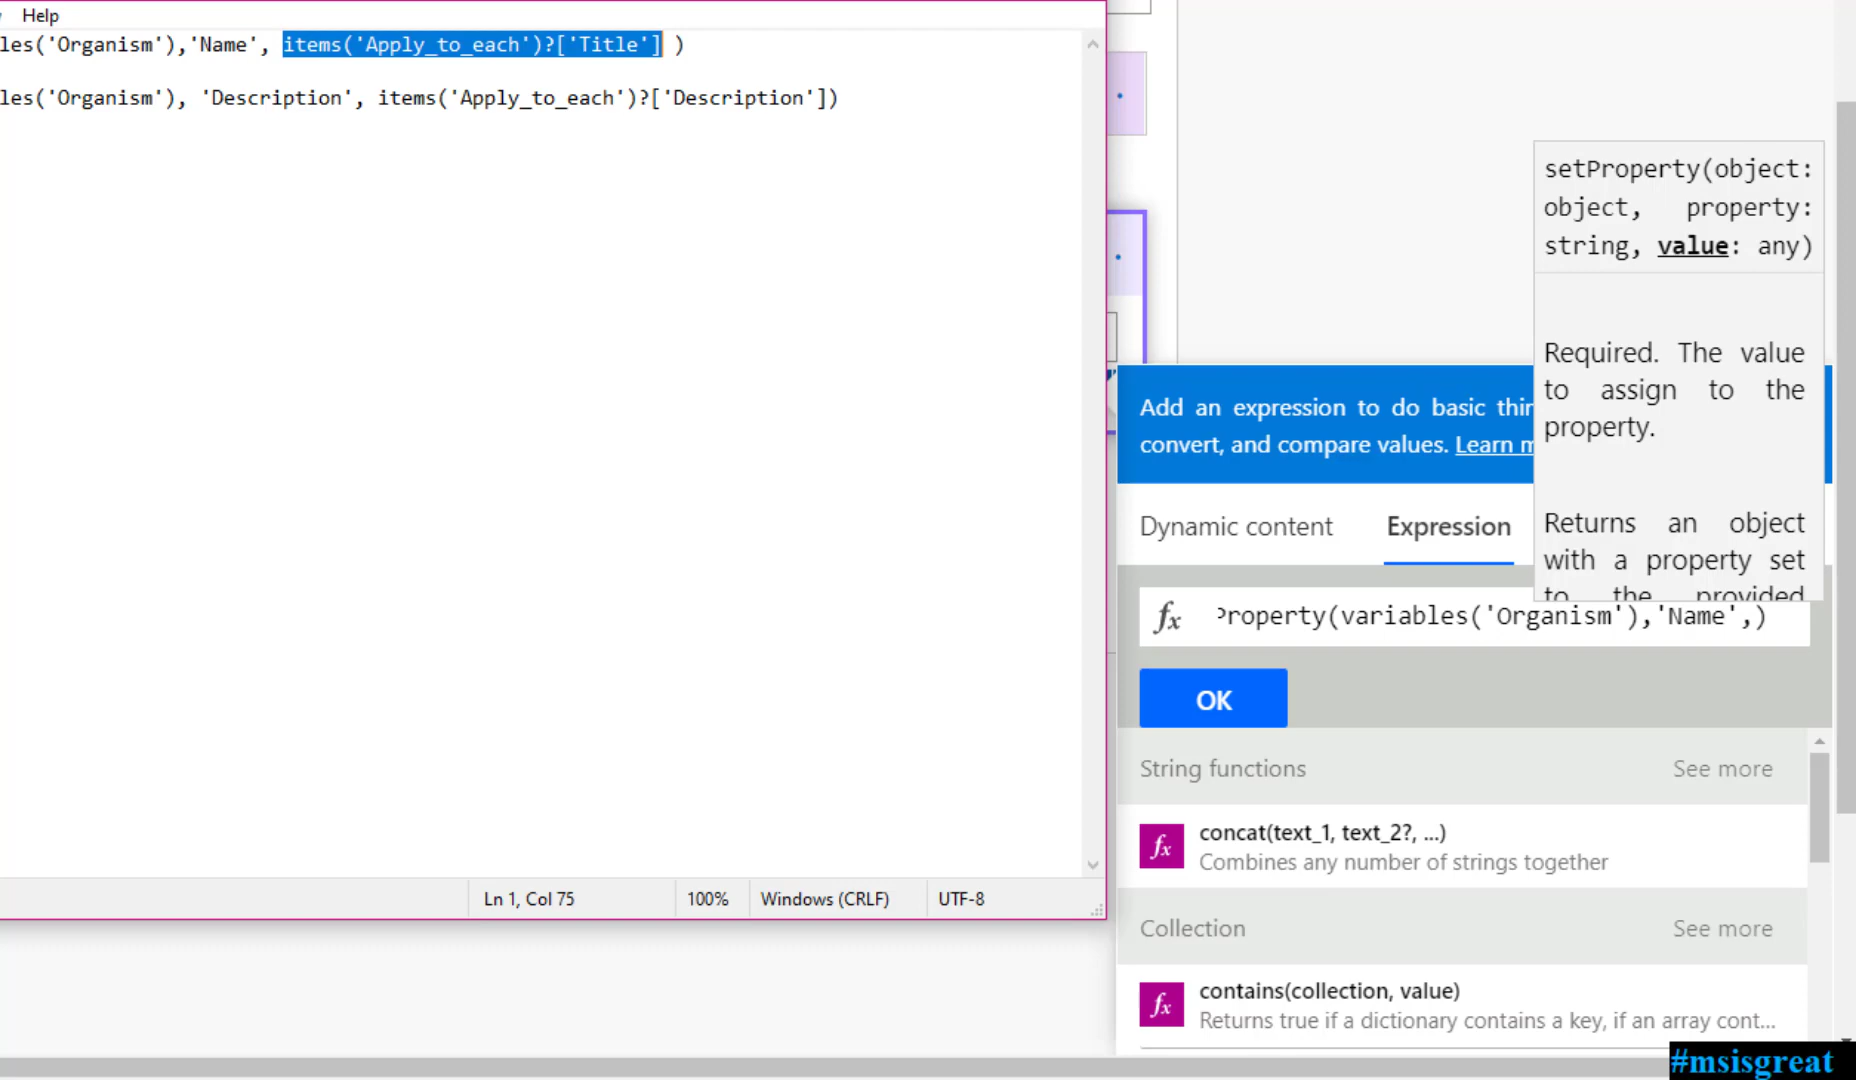 Help
les('Organism'),'Name', items('Apply_to_each')?['Title'] )
les('Organism'), 'Description', items('Apply_to_each')?['Description'])
setProperty(object:
object, property:
string, value: any)
Required. The value
to assign to the
property.
Returns an object
with a property set
to the provided
Add an expression to do basic thin
convert, and compare values. Learn m
Dynamic content Expression
fx Property(variables('Organism'),'Name',)
OK
String functions See more
fx concat(text_1, text_2?, ...)
Combines any number of strings together
Collection See more
fx contains(collection, value)
Returns true if a dictionary contains a key, if an array cont...
Ln 1, Col 75 100% Windows (CRLF) UTF-8
#msisgreat